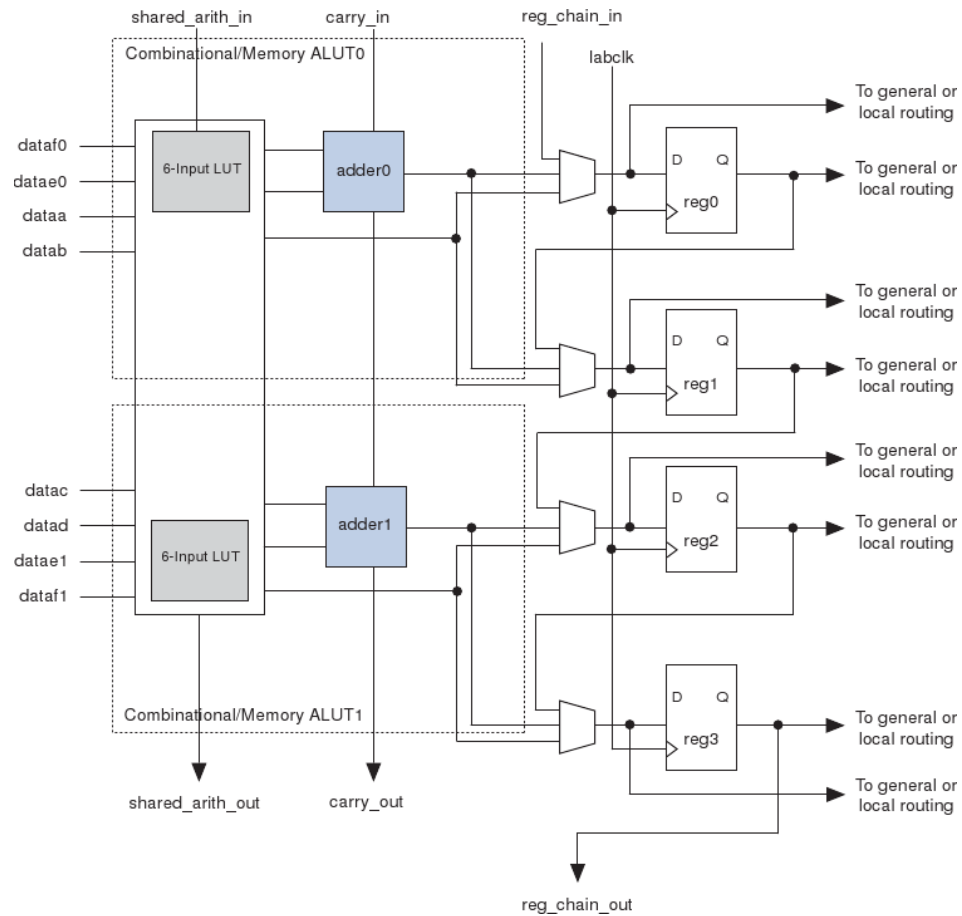 shared_arith_in
carry_in
reg_chain_in
Combinational/Memory ALUT0
labclk
dataf0
datae0
dataa
datab
6-Input LUT
adder0
D Q
reg0
To general or
local routing
To general or
local routing
D Q
reg1
To general or
local routing
To general or
local routing
datac
datad
datae1
dataf1
6-Input LUT
adder1
D Q
reg2
To general or
local routing
To general or
local routing
Combinational/Memory ALUT1
D Q
reg3
To general or
local routing
To general or
local routing
shared_arith_out
carry_out
reg_chain_out